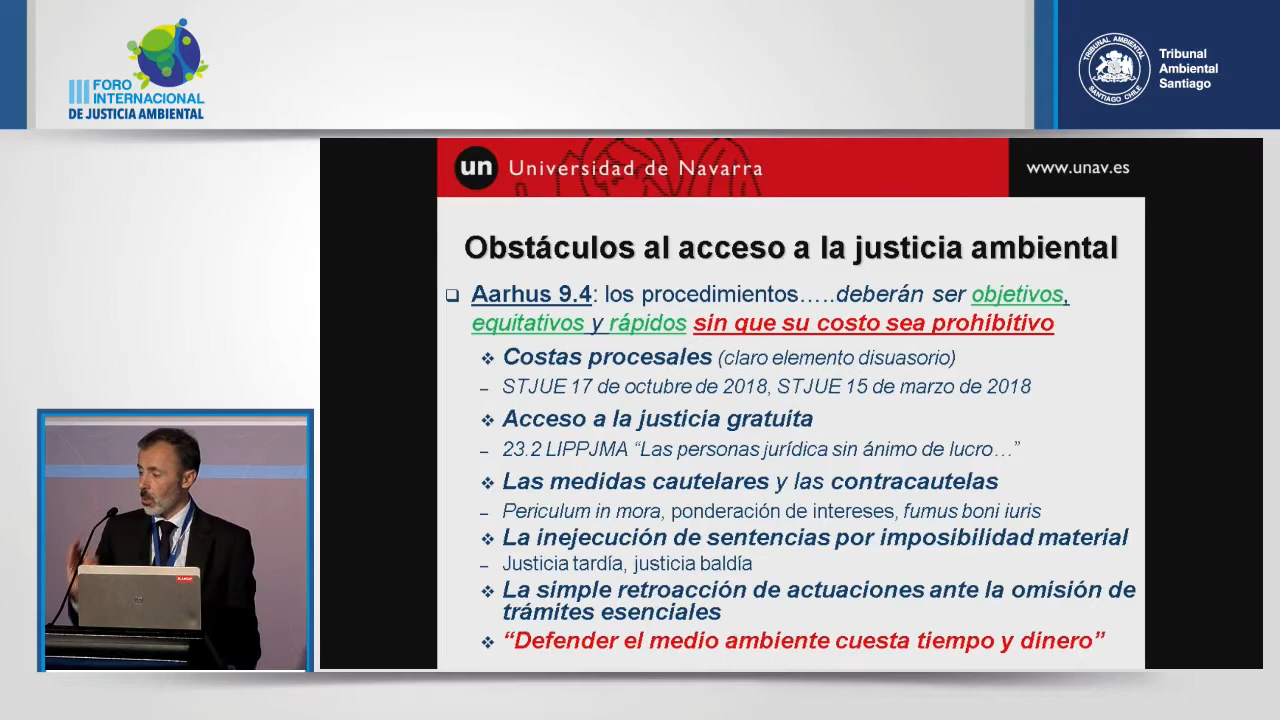 III FORO
INTERNACIONAL
DE JUSTICIA AMBIENTAL
TRIBUNAL AMBIENTAL
SANTIAGO CHILE
Tribunal
Ambiental
Santiago
un Universidad de Navarra
www.unav.es
Obstáculos al acceso a la justicia ambiental
Aarhus 9.4: los procedimientos…..deberán ser objetivos,
equitativos y rápidos sin que su costo sea prohibitivo
Costas procesales (claro elemento disuasorio)
– STJUE 17 de octubre de 2018, STJUE 15 de marzo de 2018
Acceso a la justicia gratuita
– 23.2 LIPPJMA “Las personas jurídica sin ánimo de lucro…”
Las medidas cautelares y las contracautelas
– Periculum in mora, ponderación de intereses, fumus boni iuris
La inejecución de sentencias por imposibilidad material
– Justicia tardía, justicia baldía
La simple retroacción de actuaciones ante la omisión de
trámites esenciales
“Defender el medio ambiente cuesta tiempo y dinero”